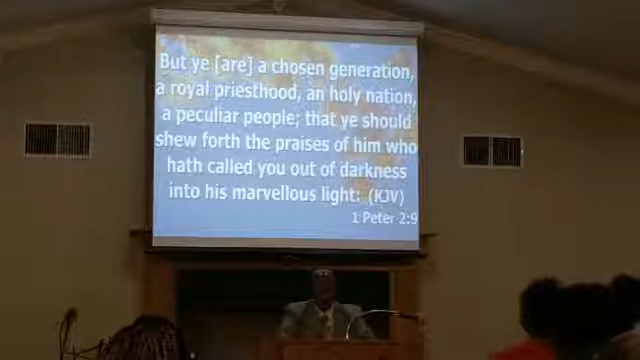 But ye [are] a chosen generation,
a royal priesthood, an holy nation,
a peculiar people; that ye should
shew forth the praises of him who
hath called you out of darkness
into his marvellous light: (KJV)
1 Peter 2:9